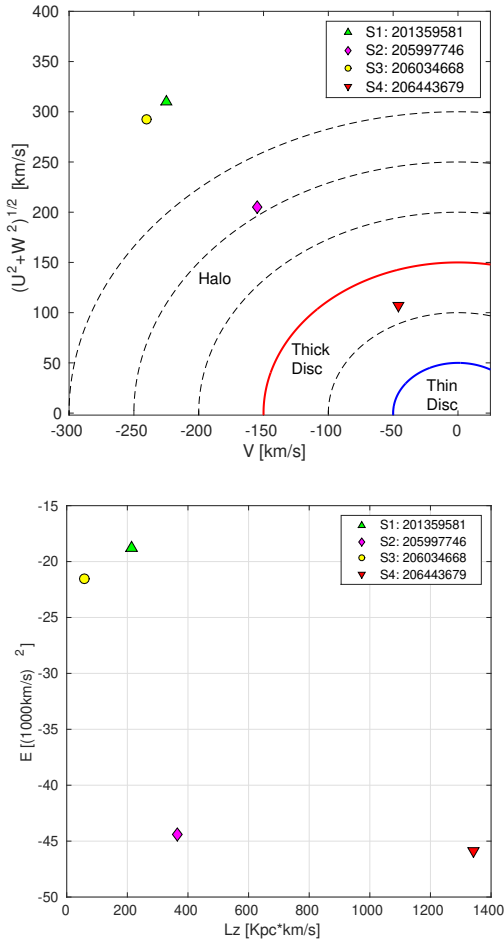 400
350
300
250
200
150
100
50
0
(U²+W²)^{1/2} [km/s]
S1: 201359581
S2: 205997746
S3: 206034668
S4: 206443679
Halo
Thick
Disc
Thin
Disc
-300 -250 -200 -150 -100 -50 0
V [km/s]
-15
-20
-25
-30
-35
-40
-45
-50
E [(1000km/s) ²]
S1: 201359581
S2: 205997746
S3: 206034668
S4: 206443679
0 200 400 600 800 1000 1200 1400
Lz [Kpc*km/s]